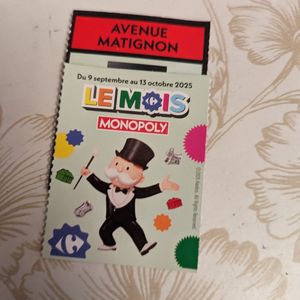 AVENUE
MATIGNON
Du 9 septembre au 13 octobre 2025
LE MOIS
MONOPOLY